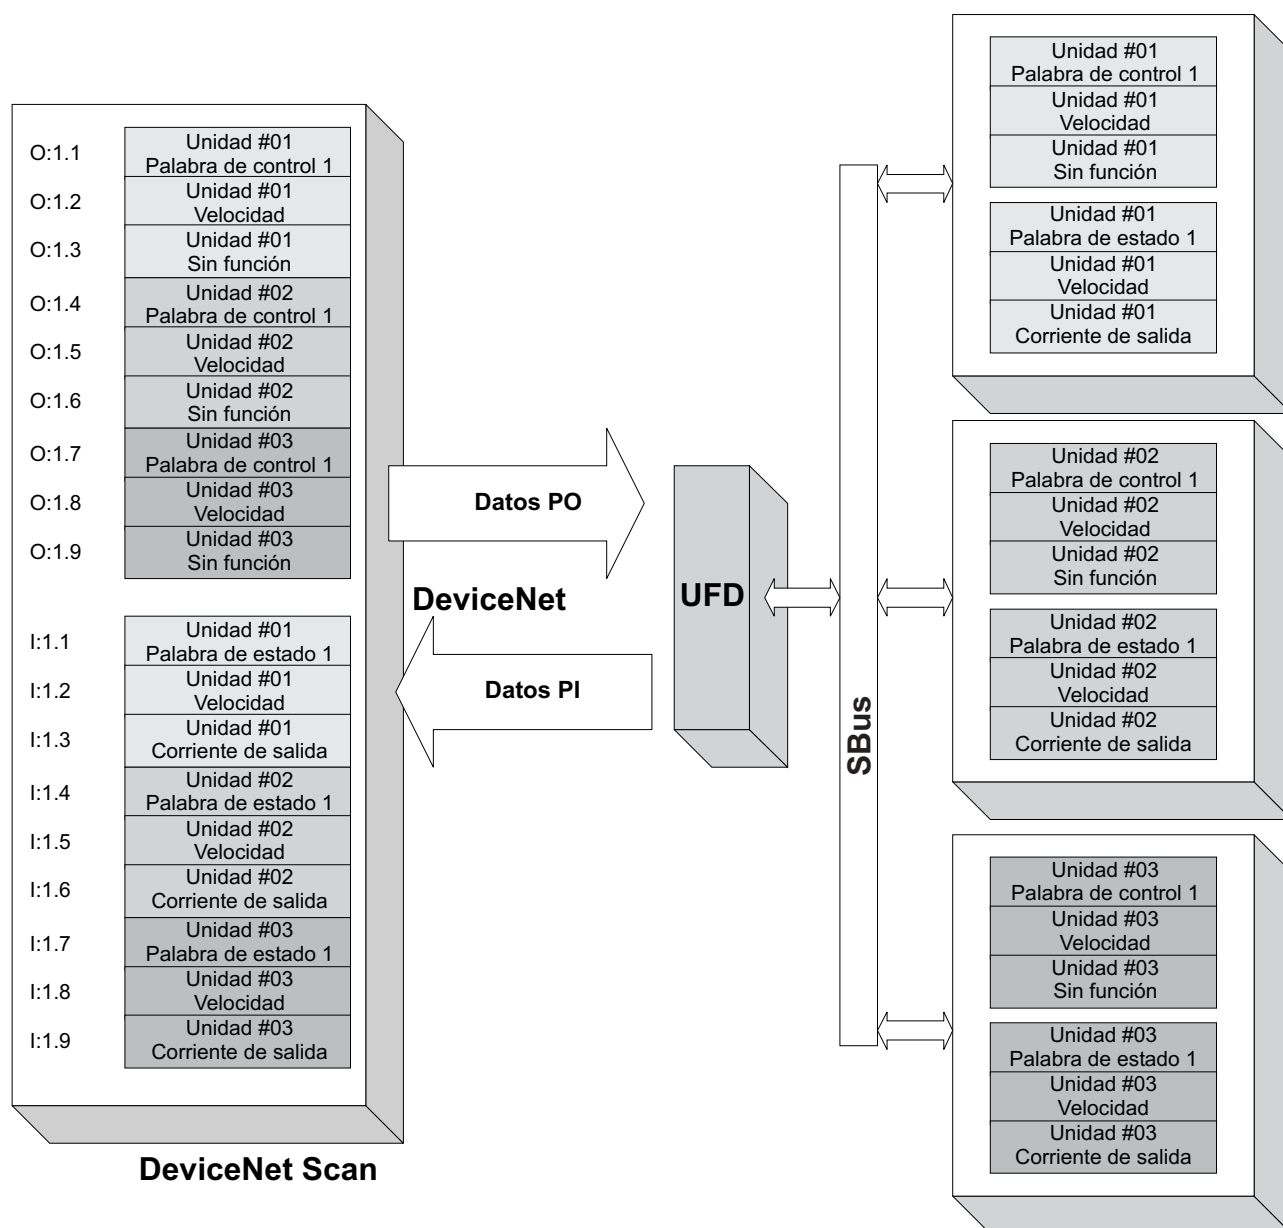 O:1.1
Unidad #01
Palabra de control 1
O:1.2
Unidad #01
Velocidad
O:1.3
Unidad #01
Sin función
O:1.4
Unidad #02
Palabra de control 1
O:1.5
Unidad #02
Velocidad
O:1.6
Unidad #02
Sin función
O:1.7
Unidad #03
Palabra de control 1
O:1.8
Unidad #03
Velocidad
O:1.9
Unidad #03
Sin función
I:1.1
Unidad #01
Palabra de estado 1
I:1.2
Unidad #01
Velocidad
I:1.3
Unidad #01
Corriente de salida
I:1.4
Unidad #02
Palabra de estado 1
I:1.5
Unidad #02
Velocidad
I:1.6
Unidad #02
Corriente de salida
I:1.7
Unidad #03
Palabra de estado 1
I:1.8
Unidad #03
Velocidad
I:1.9
Unidad #03
Corriente de salida
DeviceNet Scan
Datos PO
DeviceNet
Datos PI
UFD
SBus
Unidad #01
Palabra de control 1
Unidad #01
Velocidad
Unidad #01
Sin función
Unidad #01
Palabra de estado 1
Unidad #01
Velocidad
Unidad #01
Corriente de salida
Unidad #02
Palabra de control 1
Unidad #02
Velocidad
Unidad #02
Sin función
Unidad #02
Palabra de estado 1
Unidad #02
Velocidad
Unidad #02
Corriente de salida
Unidad #03
Palabra de control 1
Unidad #03
Velocidad
Unidad #03
Sin función
Unidad #03
Palabra de estado 1
Unidad #03
Velocidad
Unidad #03
Corriente de salida